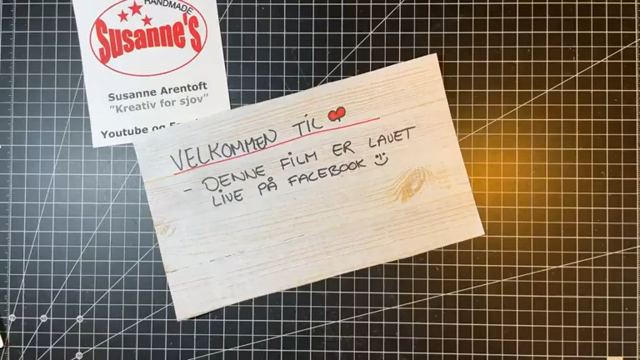 HANDMADE
Susanne's
Susanne Arentoft
"Kreativ for sjov"
Youtube og
VELKOMMEN TIL
- DENNE FILM ER LAVET
LIVE PÅ FACEBOOK